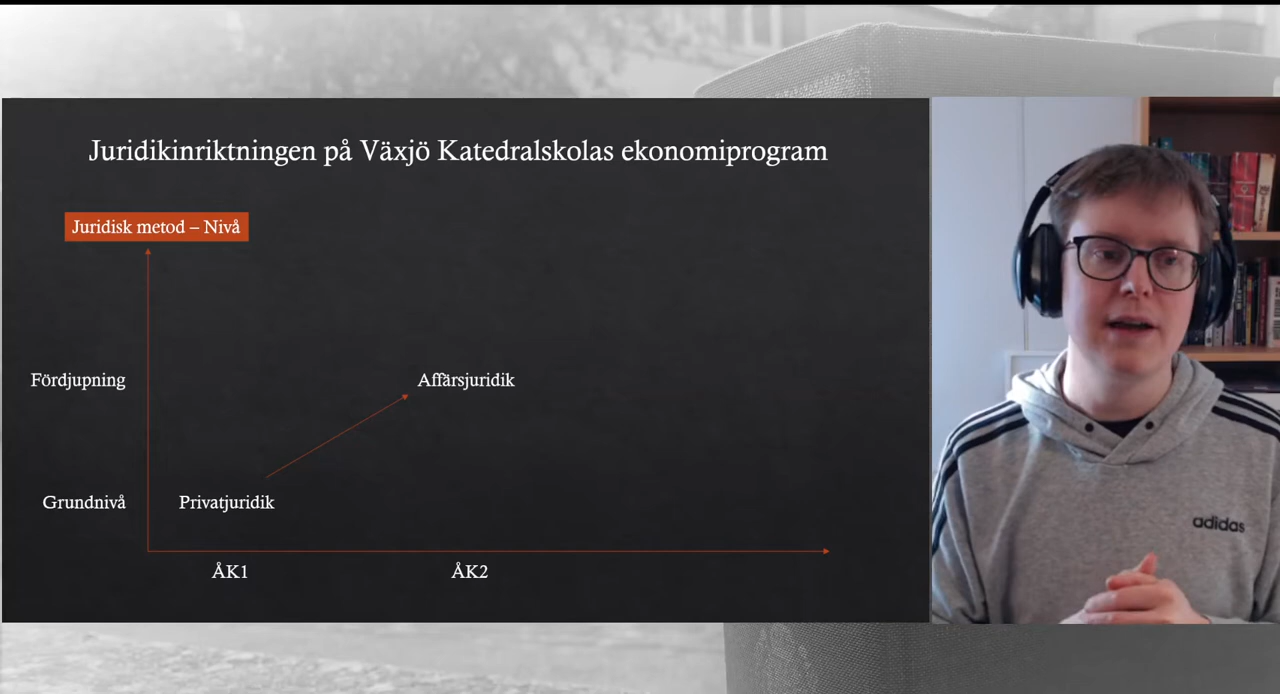 Juridikinriktningen på Växjö Katedralskolas ekonomiprogram
Juridisk metod – Nivå
Fördjupning
Affärsjuridik
Grundnivå
Privatjuridik
ÅK1
ÅK2
adidas